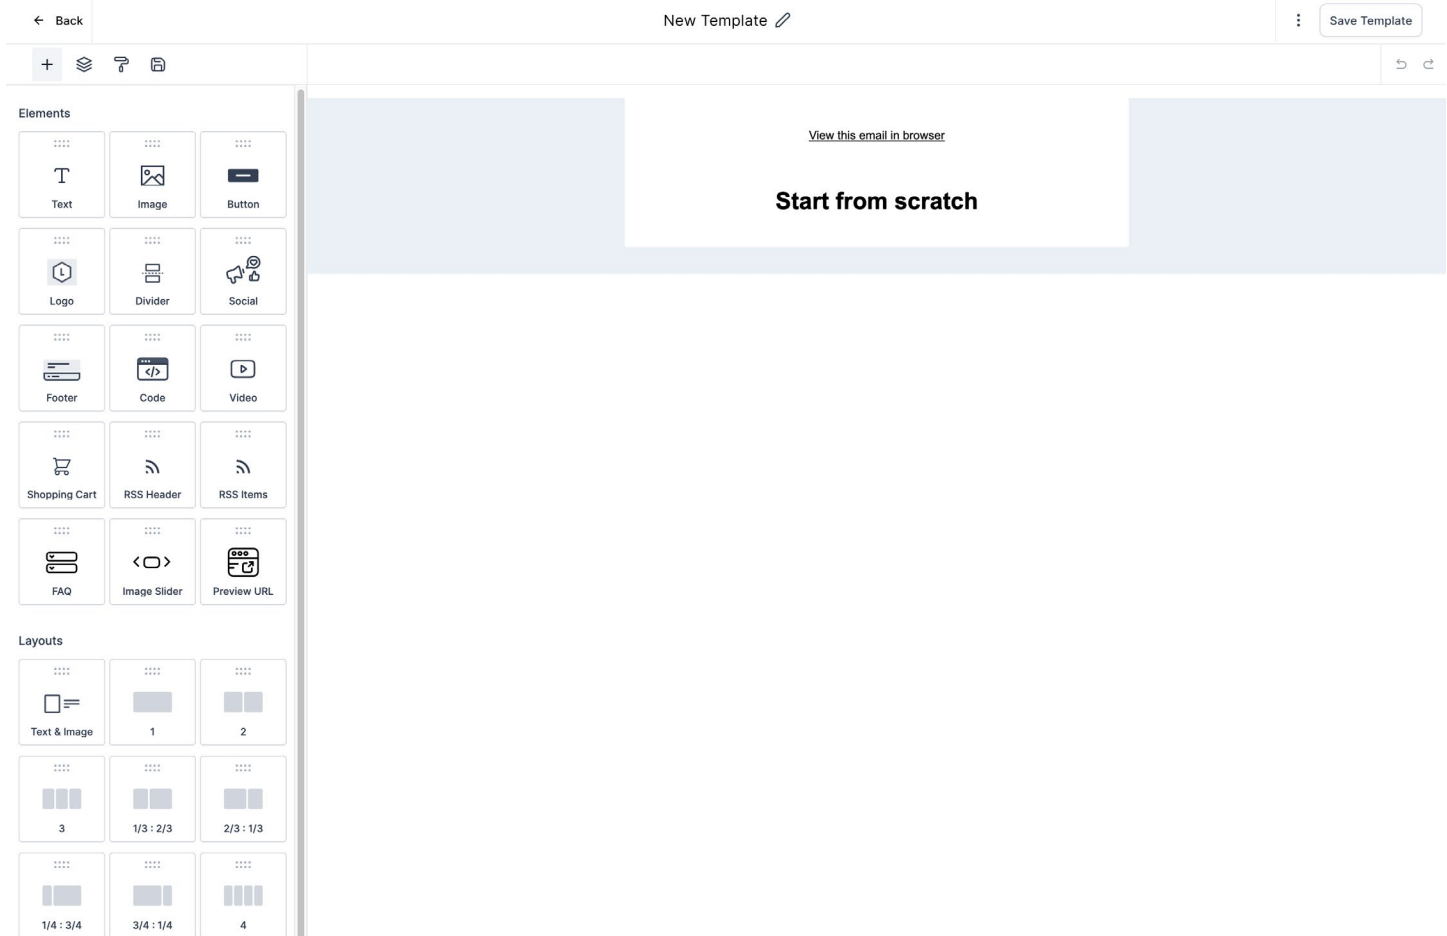 Back
New Template
Save Template
Elements
View this email in browser
Text
Image
Button
Start from scratch
Logo
Divider
Social
Footer
Code
Video
Shopping Cart
RSS Header
RSS Items
FAQ
Image Slider
Preview URL
Layouts
Text & Image
1
2
3
1/3 : 2/3
2/3 : 1/3
1/4 : 3/4
3/4 : 1/4
4